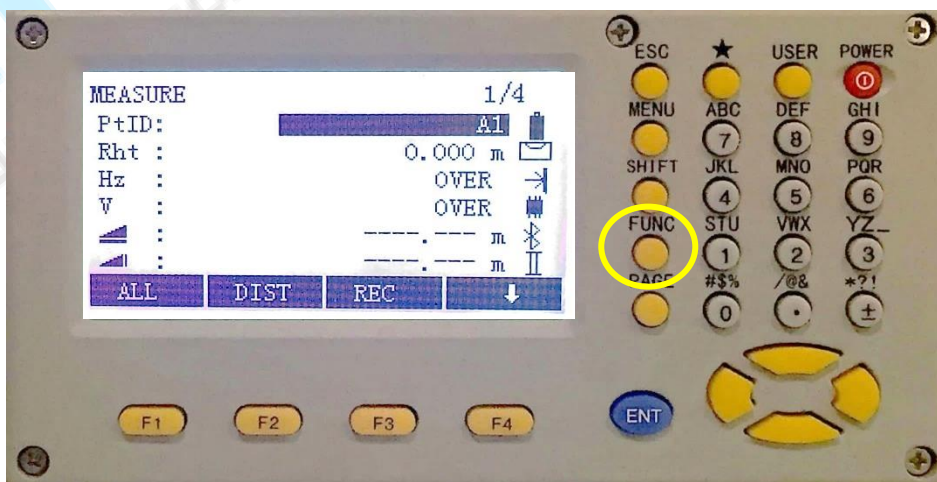 MEASURE 1/4
PtID: A1
Rht : 0.000 m
Hz : OVER
V : OVER
: ----.--- m
: ----.--- m
ALL DIST REC
ESC ★ USER POWER
MENU ABC DEF GHI
7 8 9
SHIFT JKL MNO PQR
4 5 6
FUNC STU VWX YZ_
1 2 3
PAGE #$% /@& *?!
0 . ±
F1 F2 F3 F4 ENT